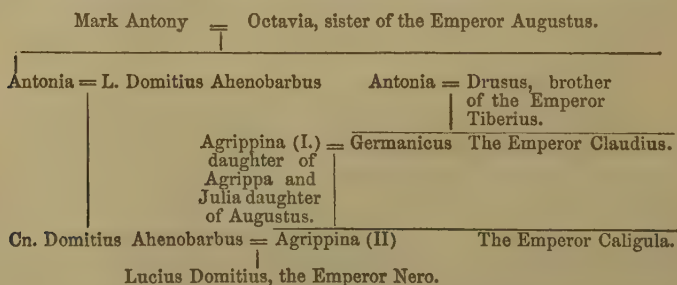 Mark Antony = Octavia, sister of the Emperor Augustus.
Antonia = L. Domitius Ahenobarbus Antonia = Drusus, brother
of the Emperor
Tiberius.
Agrippina (I.) = Germanicus The Emperor Claudius.
daughter of
Agrippa and
Julia daughter
of Augustus.
Cn. Domitius Ahenobarbus = Agrippina (II) The Emperor Caligula.
Lucius Domitius, the Emperor Nero.